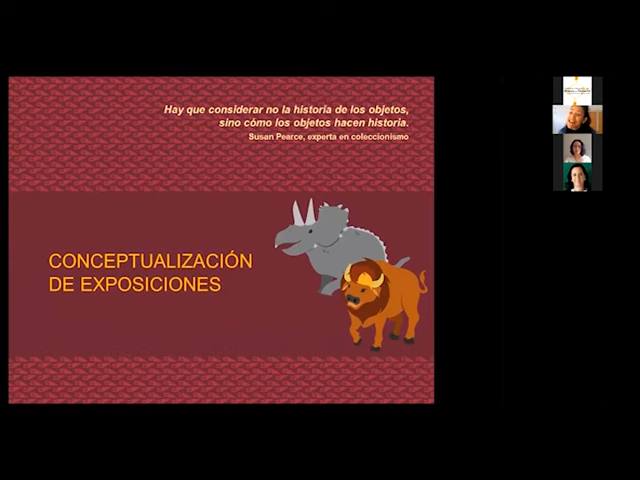 Hay que considerar no la historia de los objetos,
sino cómo los objetos hacen historia.
Susan Pearce, experta en coleccionismo
CONCEPTUALIZACIÓN
DE EXPOSICIONES